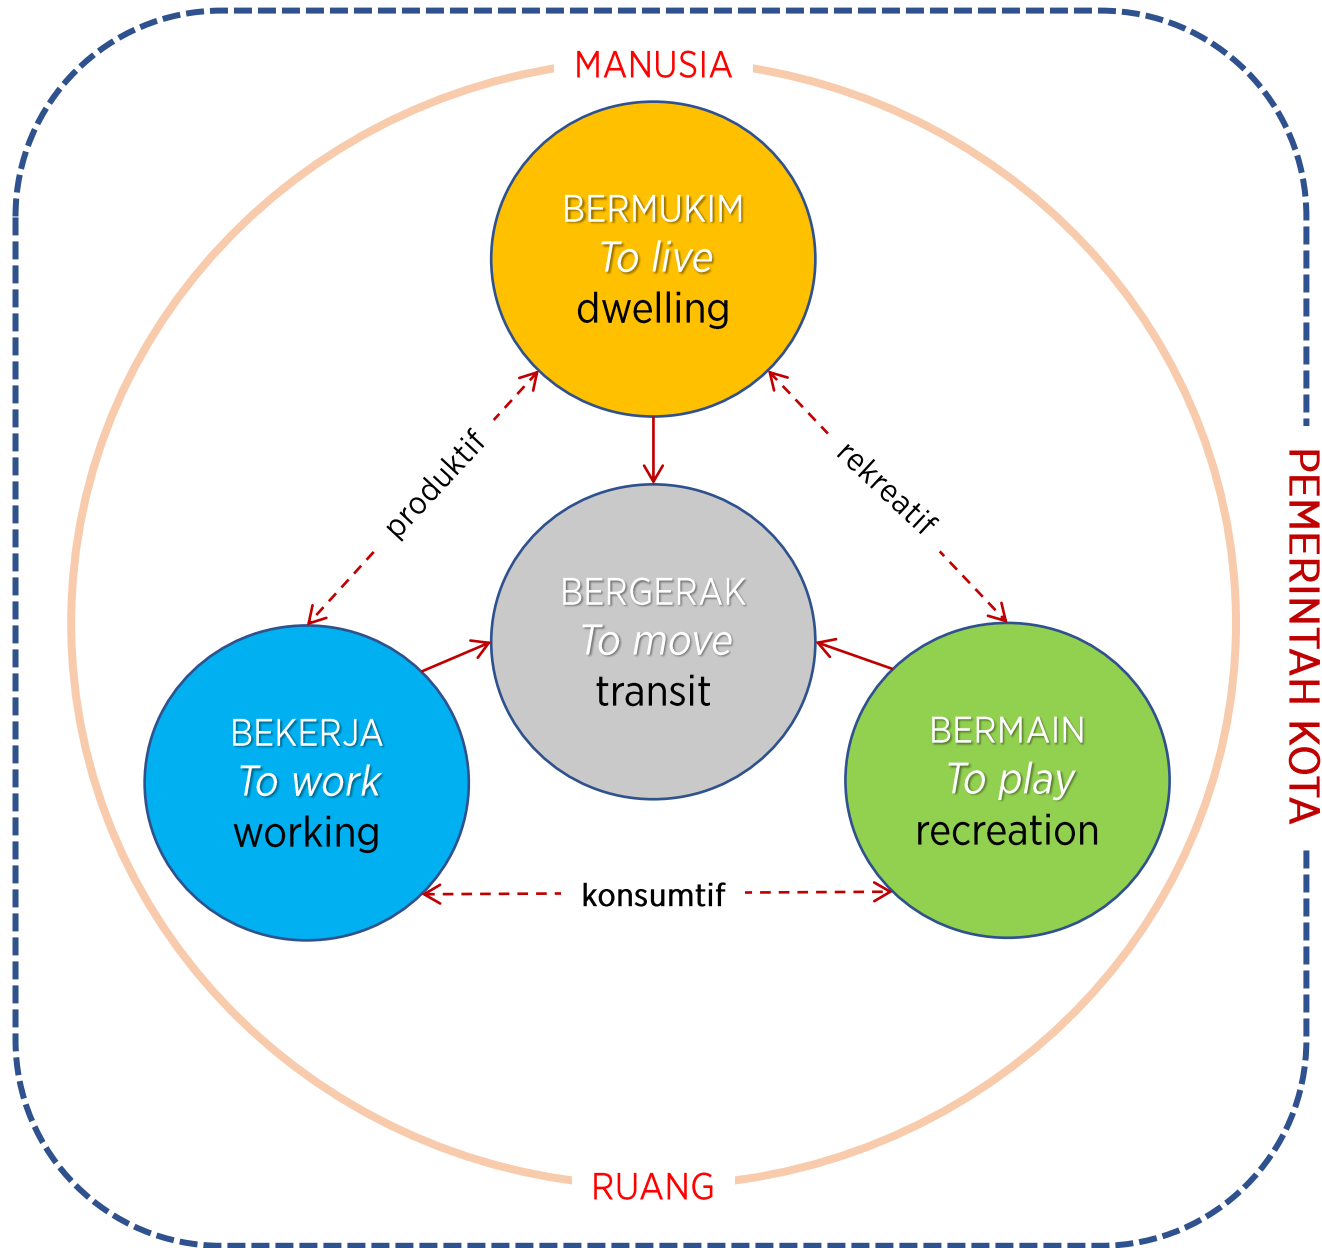 MANUSIA
BERMUKIM
To live
dwelling
produktif
rekreatif
BERGERAK
To move
transit
BEKERJA
To work
working
BERMAIN
To play
recreation
konsumtif
RUANG
PEMERINTAH KOTA